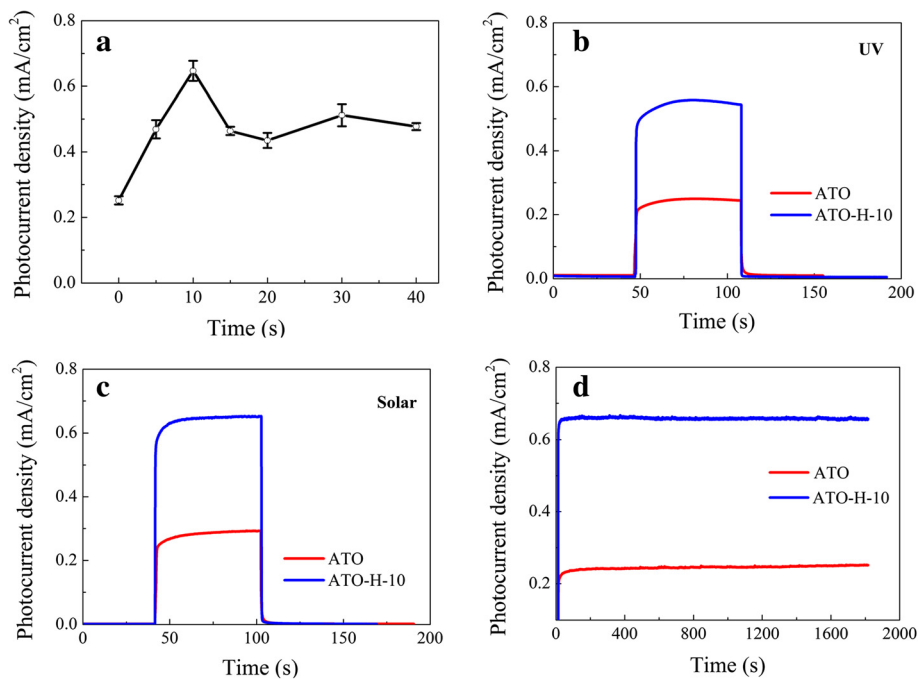 a
Photocurrent density (mA/cm²)
0.8
0.6
0.4
0.2
0.0
0 10 20 30 40
Time (s)
b
UV
Photocurrent density (mA/cm²)
0.8
0.6
0.4
0.2
0.0
ATO
ATO-H-10
0 50 100 150 200
Time (s)
c
Solar
Photocurrent density (mA/cm²)
0.8
0.6
0.4
0.2
0.0
ATO
ATO-H-10
0 50 100 150 200
Time (s)
d
Photocurrent density (mA/cm²)
0.8
0.6
0.4
0.2
ATO
ATO-H-10
0 400 800 1200 1600 2000
Time (s)